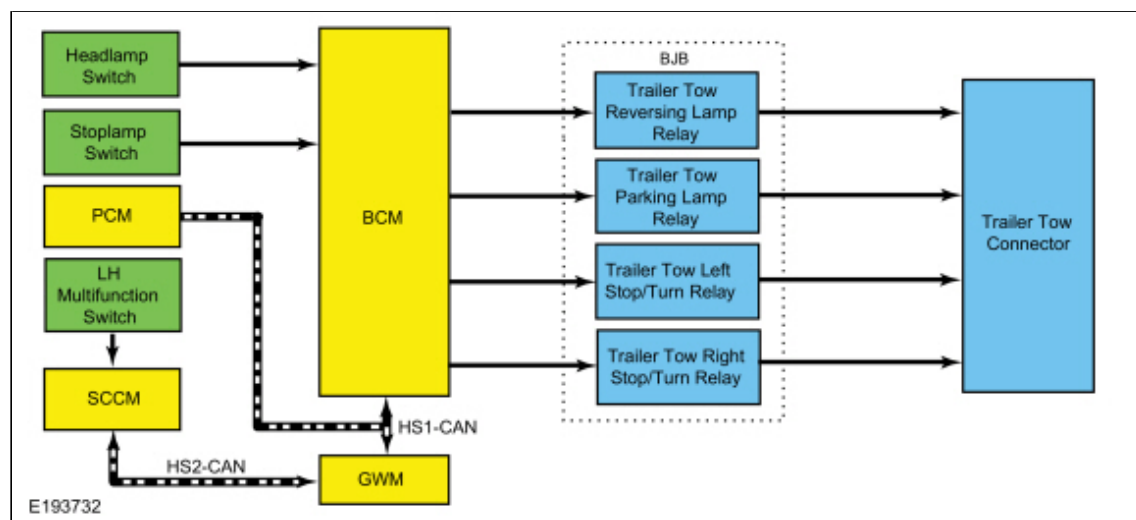 Headlamp
Switch
Stoplamp
Switch
PCM
LH
Multifunction
Switch
SCCM
HS2-CAN
BCM
HS1-CAN
GWM
BJB
Trailer Tow
Reversing Lamp
Relay
Trailer Tow
Parking Lamp
Relay
Trailer Tow Left
Stop/Turn Relay
Trailer Tow Right
Stop/Turn Relay
Trailer Tow
Connector
E193732